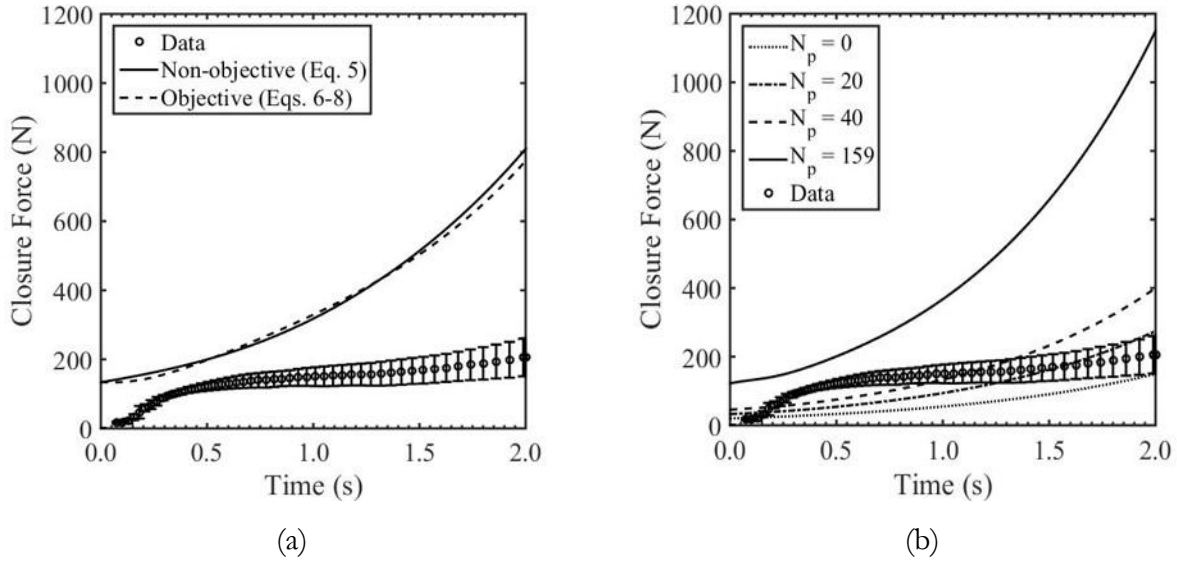 1200
1000
800
600
400
200
0
Closure Force (N)
Data
Non-objective (Eq. 5)
Objective (Eqs. 6-8)
0.0 0.5 1.0 1.5 2.0
Time (s)
(a)
1200
1000
800
600
400
200
0
Closure Force (N)
N_p = 0
N_p = 20
N_p = 40
N_p = 159
Data
0.0 0.5 1.0 1.5 2.0
Time (s)
(b)